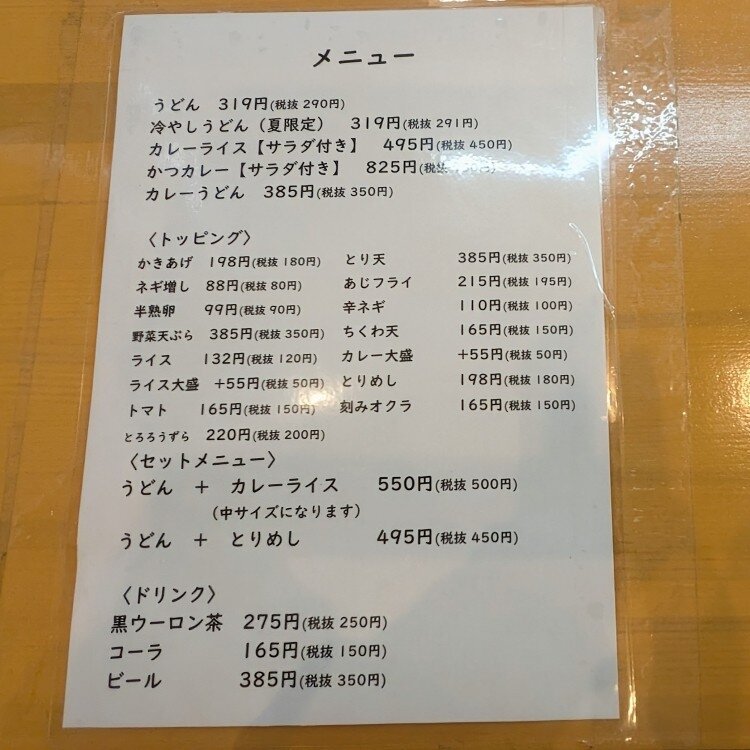 メニュー
うどん 319円(税抜 290円)
冷やしうどん（夏限定） 319円(税抜 291円)
カレーライス【サラダ付き】 495円(税抜 450円)
かつカレー【サラダ付き】 825円(税抜
カレーうどん 385円(税抜 350円)
〈トッピング〉
かきあげ 198円(税抜 180円) とり天 385円(税抜 350円)
ネギ増し 88円(税抜 80円) あじフライ 215円(税抜 195円)
半熟卵 99円(税抜 90円) 辛ネギ 110円(税抜 100円)
野菜天ぷら 385円(税抜 350円) ちくわ天 165円(税抜 150円)
ライス 132円(税抜 120円) カレー大盛 +55円(税抜 50円)
ライス大盛 +55円(税抜 50円) とりめし 198円(税抜 180円)
トマト 165円(税抜 150円) 刻みオクラ 165円(税抜 150円)
とろろうずら 220円(税抜 200円)
〈セットメニュー〉
うどん ＋ カレーライス 550円(税抜 500円)
（中サイズになります）
うどん ＋ とりめし 495円(税抜 450円)
〈ドリンク〉
黒ウーロン茶 275円(税抜 250円)
コーラ 165円(税抜 150円)
ビール 385円(税抜 350円)